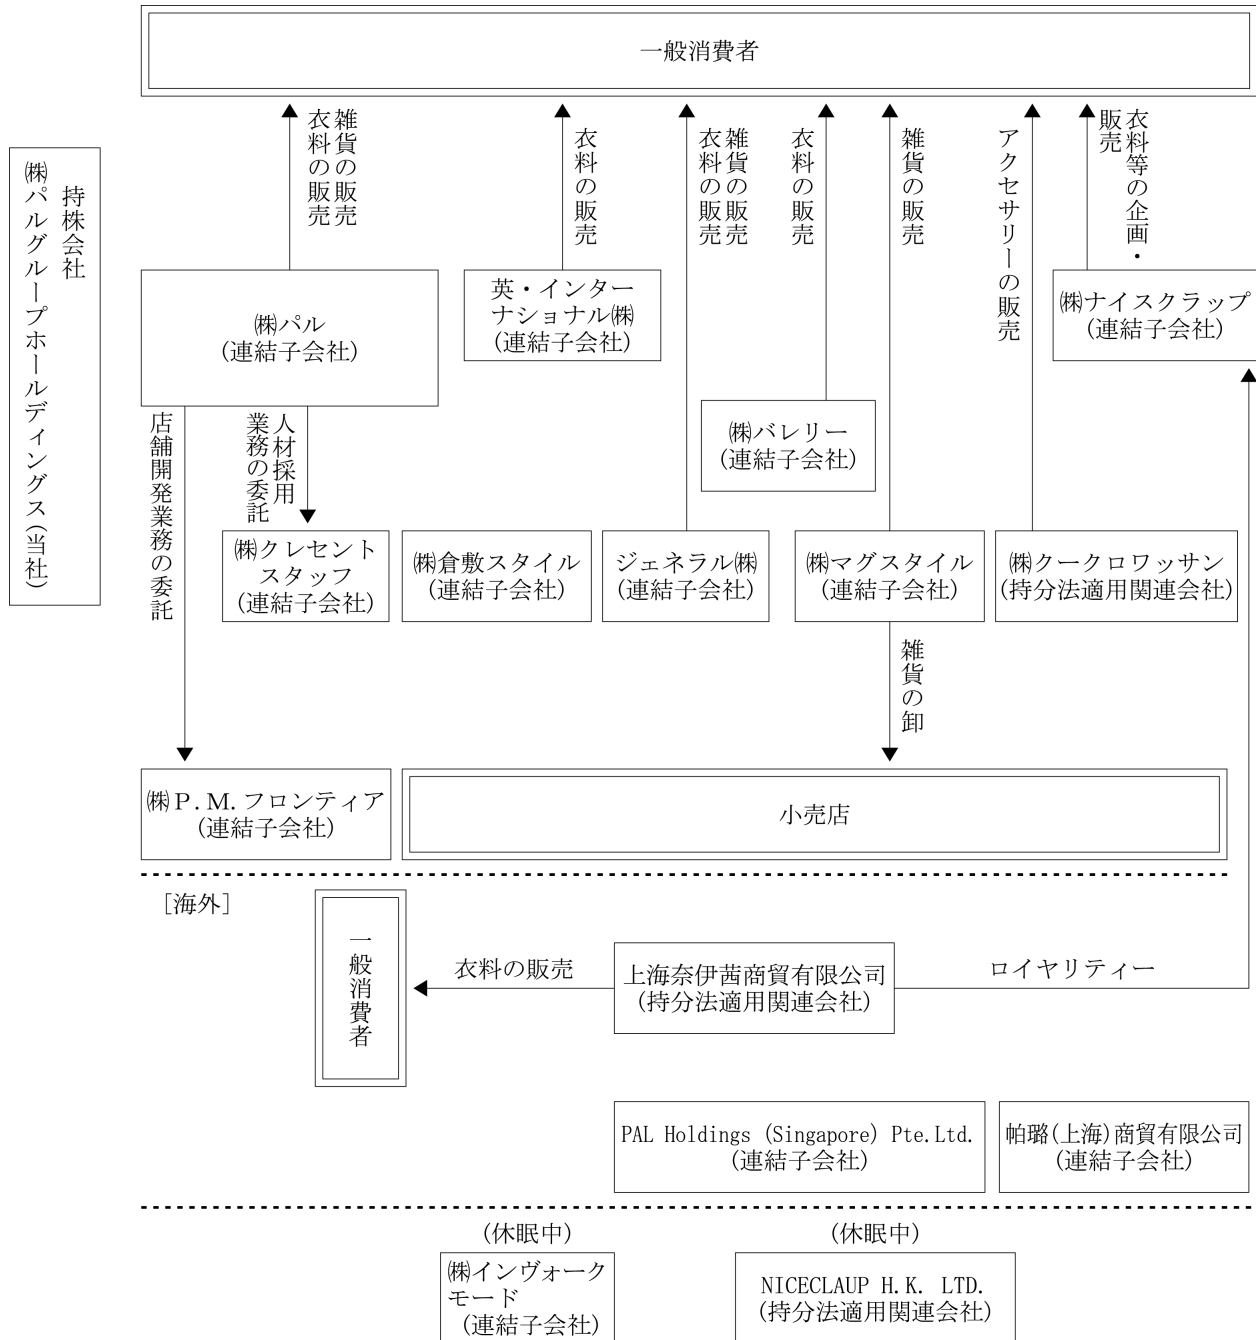 一般消費者
持株会社
㈱パルグループホールディングス(当社)
雑貨の販売
衣料の販売
衣料の販売
雑貨の販売
衣料の販売
衣料の販売
雑貨の販売
アクセサリーの販売
衣料等の企画・
販売
㈱パル
(連結子会社)
英・インター
ナショナル㈱
(連結子会社)
㈱ナイスクラップ
(連結子会社)
㈱バレリー
(連結子会社)
店舗開発業務の委託
人材採用
業務の委託
㈱クレセント
スタッフ
(連結子会社)
㈱倉敷スタイル
(連結子会社)
ジェネラル㈱
(連結子会社)
㈱マグスタイル
(連結子会社)
㈱クークロワッサン
(持分法適用関連会社)
雑貨の卸
㈱Ｐ.Ｍ.フロンティア
(連結子会社)
小売店
[海外]
一般消費者
衣料の販売
上海奈伊茜商貿有限公司
(持分法適用関連会社)
ロイヤリティー
PAL Holdings (Singapore) Pte.Ltd.
(連結子会社)
帕璐(上海)商貿有限公司
(連結子会社)
(休眠中)
㈱インヴォーク
モード
(連結子会社)
(休眠中)
NICECLAUP H.K. LTD.
(持分法適用関連会社)